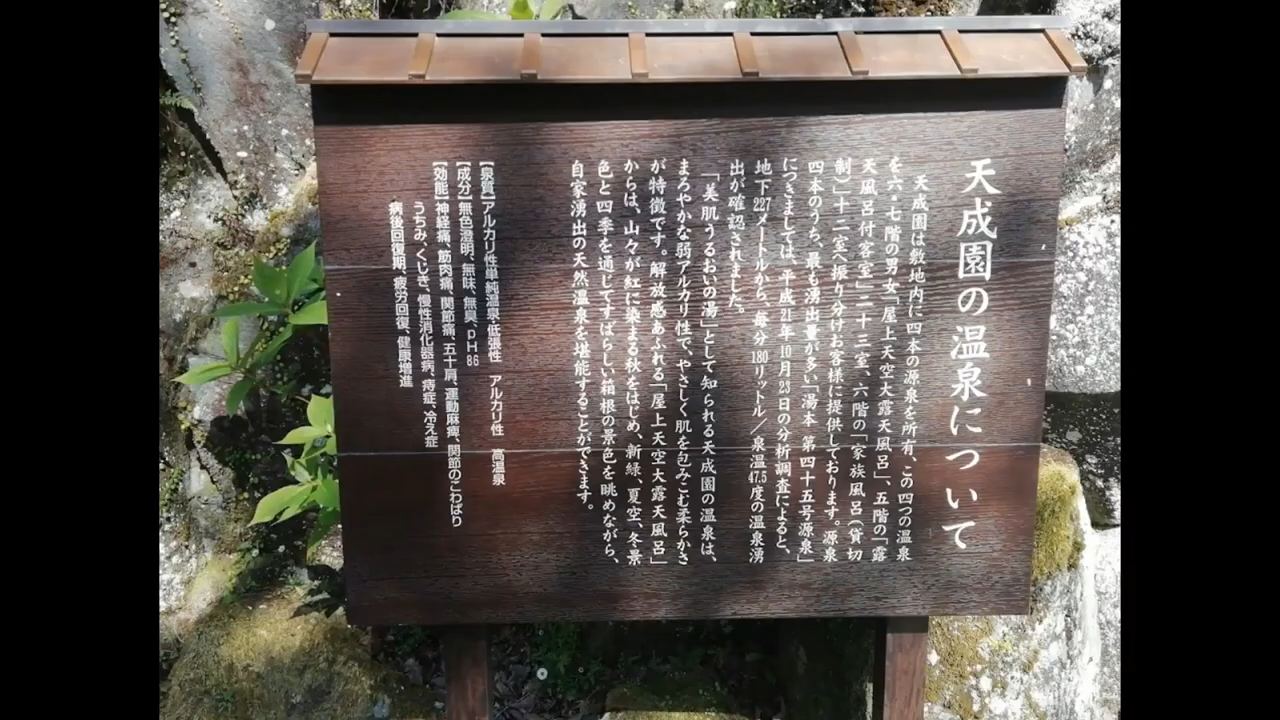 天成園の温泉について
天成園は敷地内に四本の源泉を所有、この四つの温泉
を六・七階の男女「屋上天空大露天風呂」、五階の「露
天風呂付客室」二十三室、六階の「家族風呂(貸切
制)」十二室へ振り分けお客様に提供しております。源泉
四本のうち、最も湧出量が多い「湯本 第四十五号源泉」
につきましては、平成21年10月23日の分析調査によると、
地下227メートルから、毎分180リットル/泉温47.5度の温泉湧
出が確認されました。
「美肌うるおいの湯」として知られる天成園の温泉は、
まろやかな弱アルカリ性で、やさしく肌を包みこむ柔らかさ
が特徴です。解放感あふれる「屋上天空大露天風呂」
からは、山々が紅に染まる秋をはじめ、新緑、夏空、冬景
色と四季を通じてすばらしい箱根の景色を眺めながら、
自家湧出の天然温泉を堪能することができます。
【泉質】アルカリ性単純温泉・低張性 アルカリ性 高温泉
【成分】無色澄明、無味、無臭、pH86
【効能】神経痛、筋肉痛、関節痛、五十肩、運動麻痺、関節のこわばり
うちみ、くじき、慢性消化器病、痔症、冷え症
病後回復期、疲労回復、健康増進